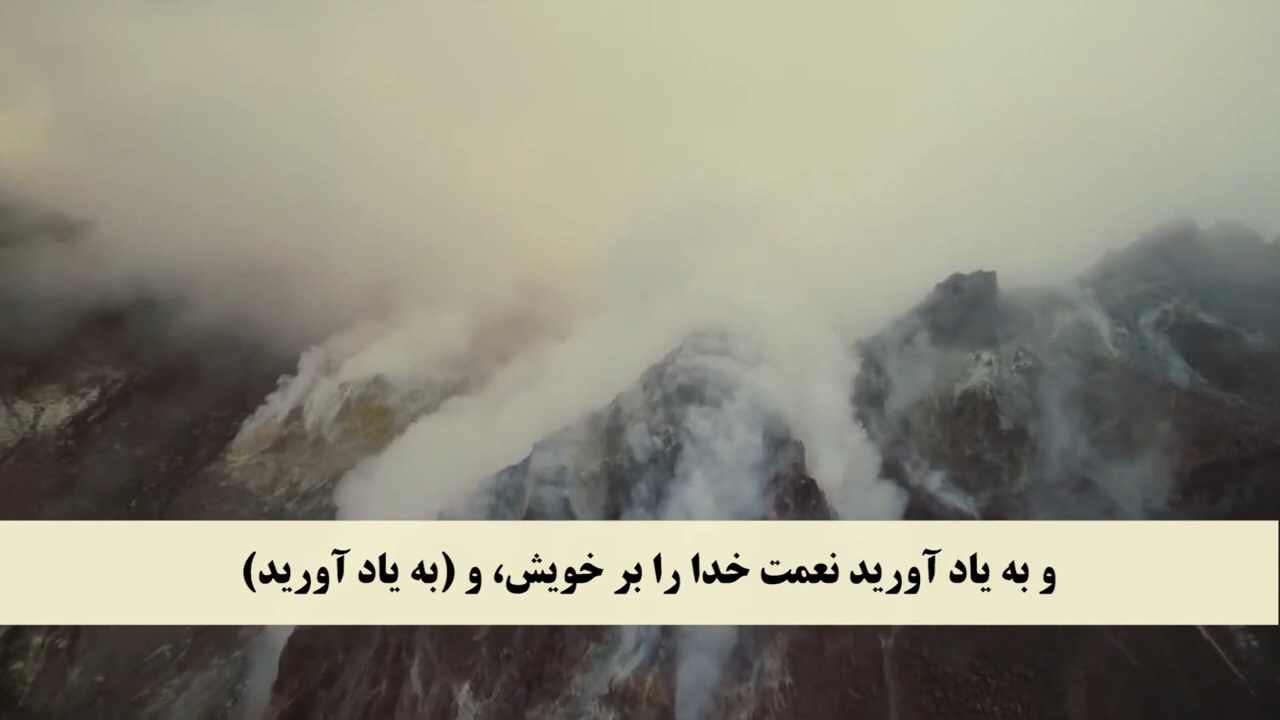 و به یاد آورید نعمت خدا را بر خویش، و (به یاد آورید)